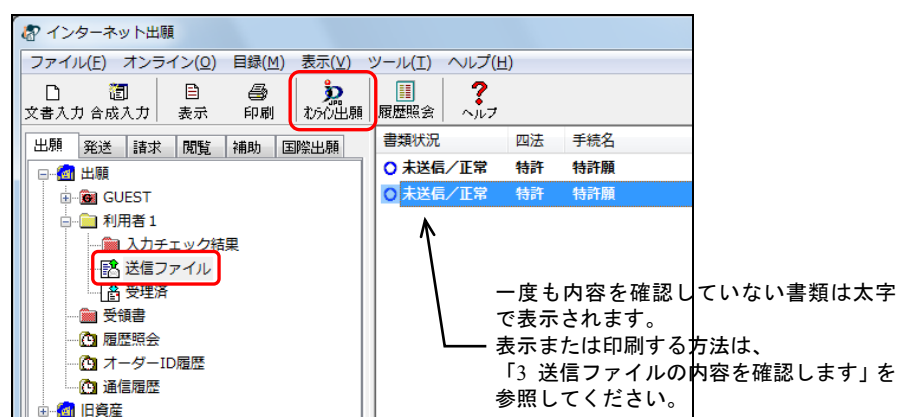 インターネット出願
ファイル(F) オンライン(O) 目録(M) 表示(V) ツール(T) ヘルプ(H)
文書入力 合成入力 表示 印刷 オンライン出願 履歴照会 ヘルプ
出願 発送 請求 閲覧 補助 国際出願
書類状況 四法 手続名
未送信／正常 特許 特許願
未送信／正常 特許 特許願
出願
GUEST
利用者1
入力チェック結果
送信ファイル
受理済
受領書
履歴照会
オーダーID履歴
通信履歴
旧資産
一度も内容を確認していない書類は太字
で表示されます。
表示または印刷する方法は、
「3 送信ファイルの内容を確認します」を
参照してください。